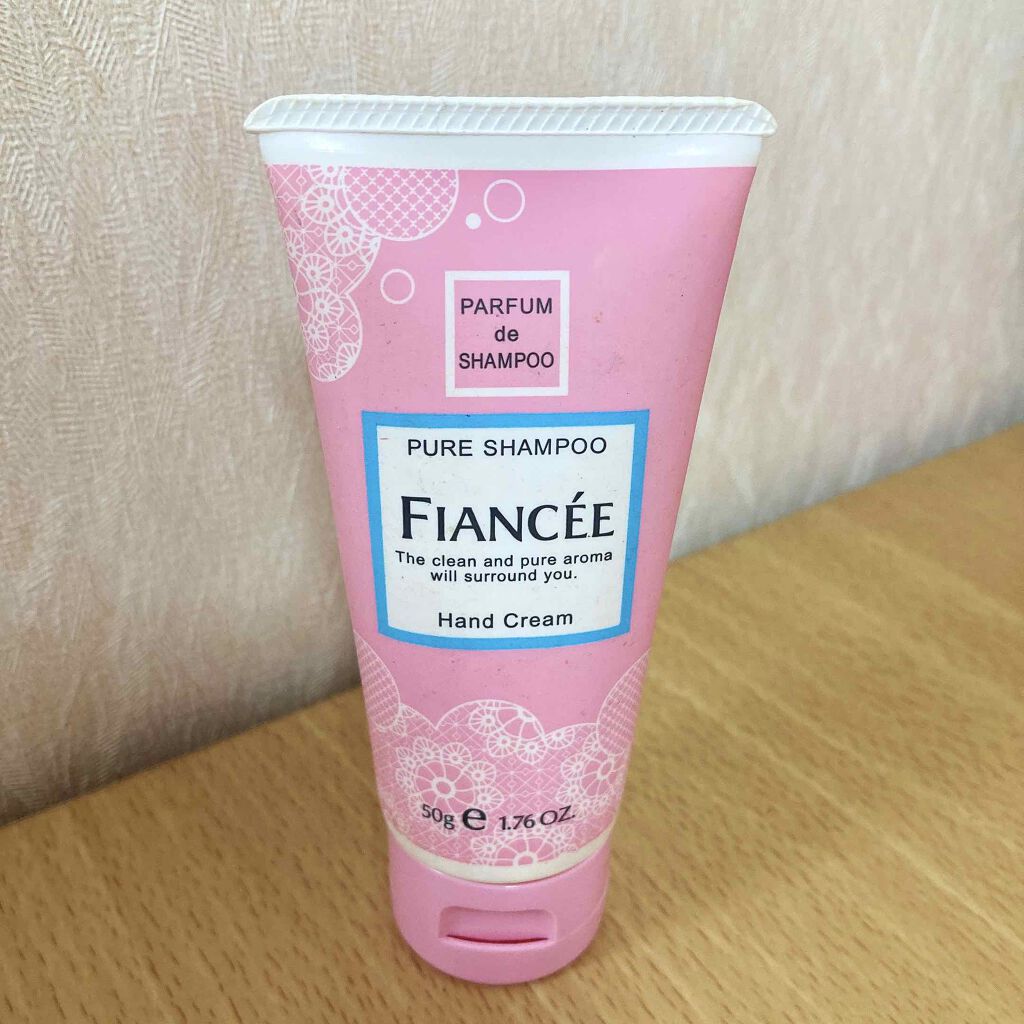 PARFUM
de
SHAMPOO
PURE SHAMPOO
FIANCÉE
The clean and pure aroma
will surround you.
Hand Cream
50g e 1.76 OZ.